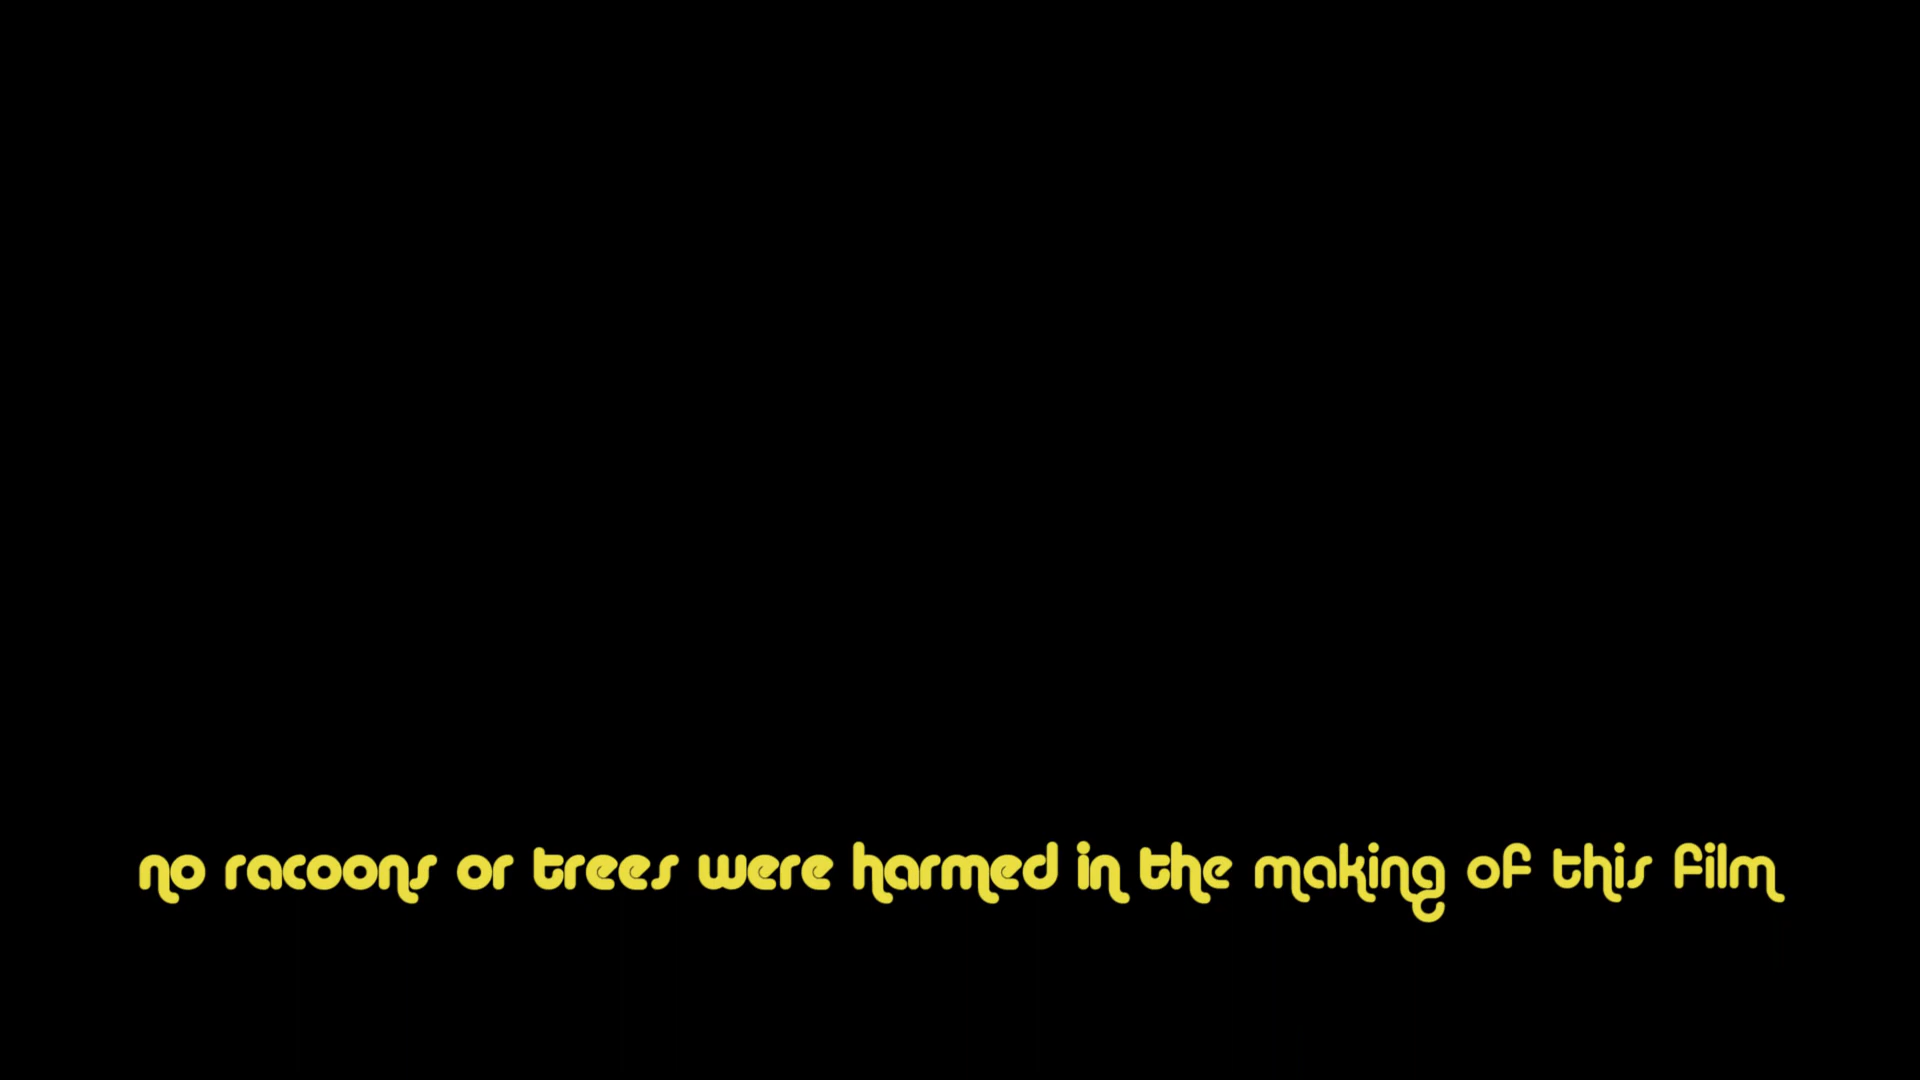 no racoons or trees were harmed in the making of this film